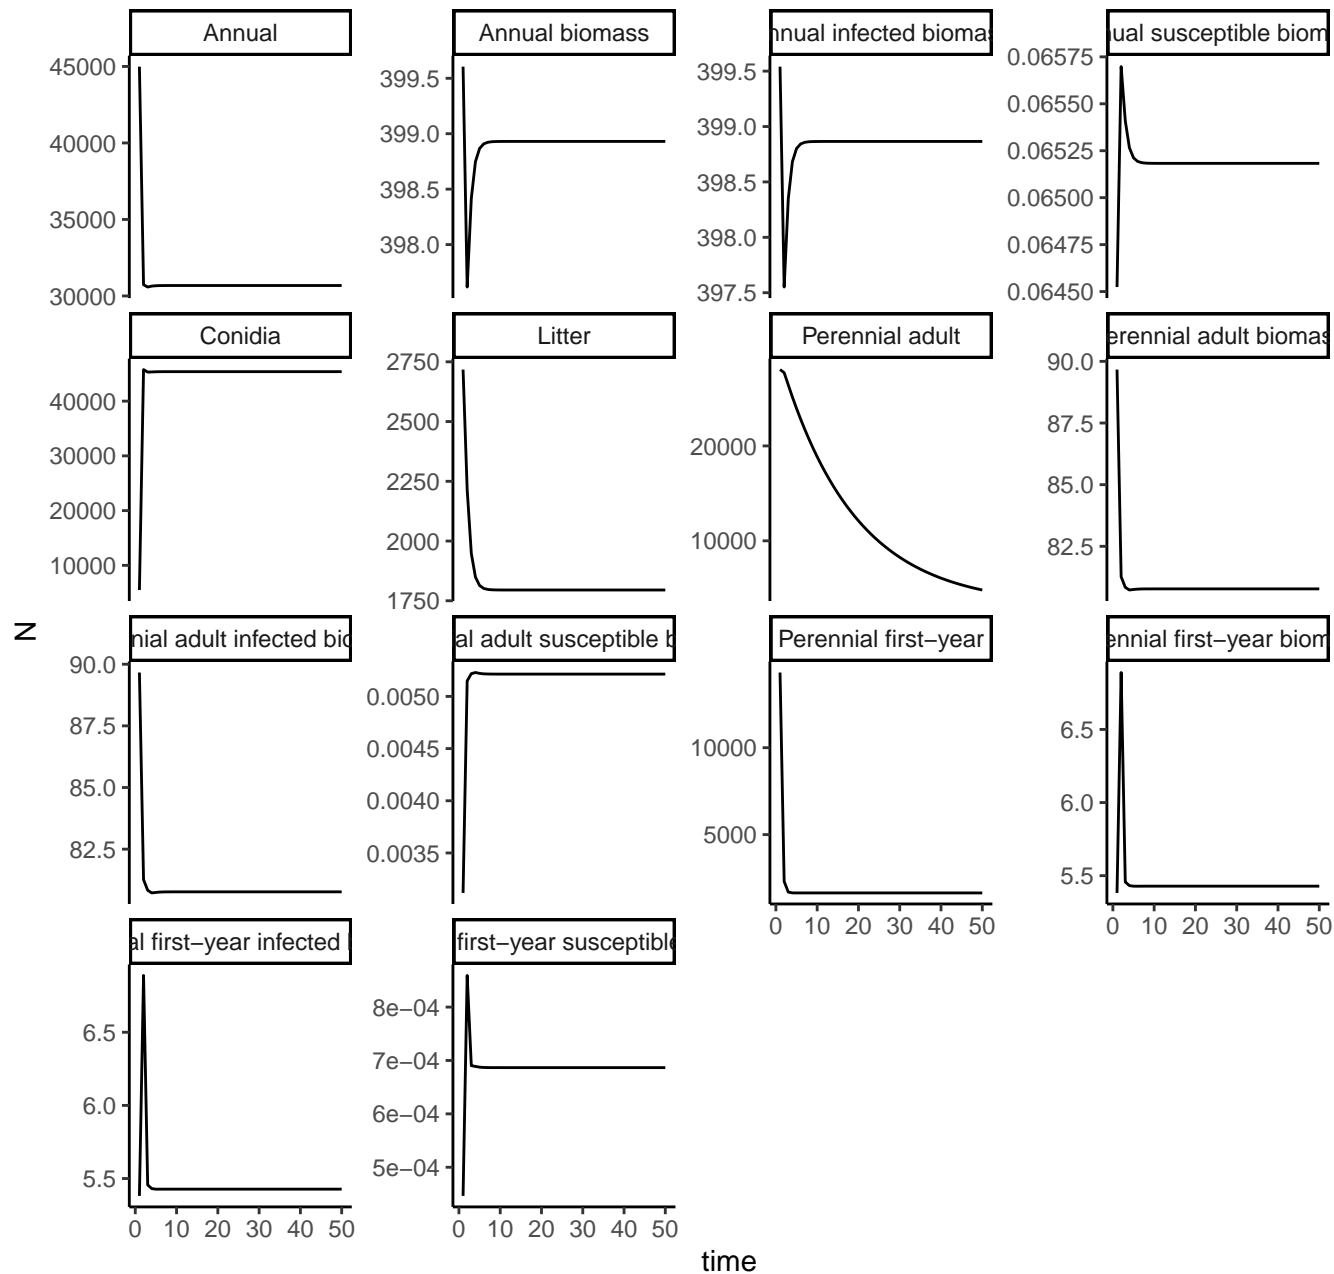 Annual
Annual biomass
nnual infected biomas
ual susceptible biom
45000
40000
35000
30000
399.5
399.0
398.5
398.0
399.5
399.0
398.5
398.0
397.5
0.06575
0.06550
0.06525
0.06500
0.06475
0.06450
Conidia
Litter
Perennial adult
erennial adult biomas
40000
30000
20000
10000
2750
2500
2250
2000
1750
20000
10000
90.0
87.5
85.0
82.5
N
nial adult infected bio
al adult susceptible b
Perennial first−year
ennial first−year biom
90.0
87.5
85.0
82.5
0.0050
0.0045
0.0040
0.0035
10000
5000
6.5
6.0
5.5
0 10 20 30 40 50
0 10 20 30 40 50
al first−year infected
first−year susceptible
6.5
6.0
5.5
8e−04
7e−04
6e−04
5e−04
0 10 20 30 40 50
0 10 20 30 40 50
time